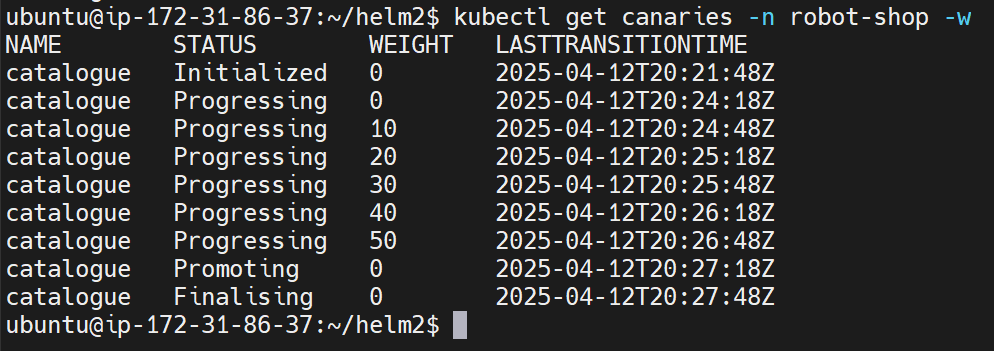 ubuntu@ip-172-31-86-37:~/helm2$ kubectl get canaries -n robot-shop -w
NAME        STATUS        WEIGHT   LASTTRANSITIONTIME
catalogue   Initialized   0        2025-04-12T20:21:48Z
catalogue   Progressing   0        2025-04-12T20:24:18Z
catalogue   Progressing   10       2025-04-12T20:24:48Z
catalogue   Progressing   20       2025-04-12T20:25:18Z
catalogue   Progressing   30       2025-04-12T20:25:48Z
catalogue   Progressing   40       2025-04-12T20:26:18Z
catalogue   Progressing   50       2025-04-12T20:26:48Z
catalogue   Promoting     0        2025-04-12T20:27:18Z
catalogue   Finalising    0        2025-04-12T20:27:48Z
ubuntu@ip-172-31-86-37:~/helm2$